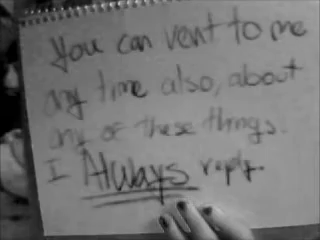 You can vent to me
any time also, about
any of these things.
I Always reply.